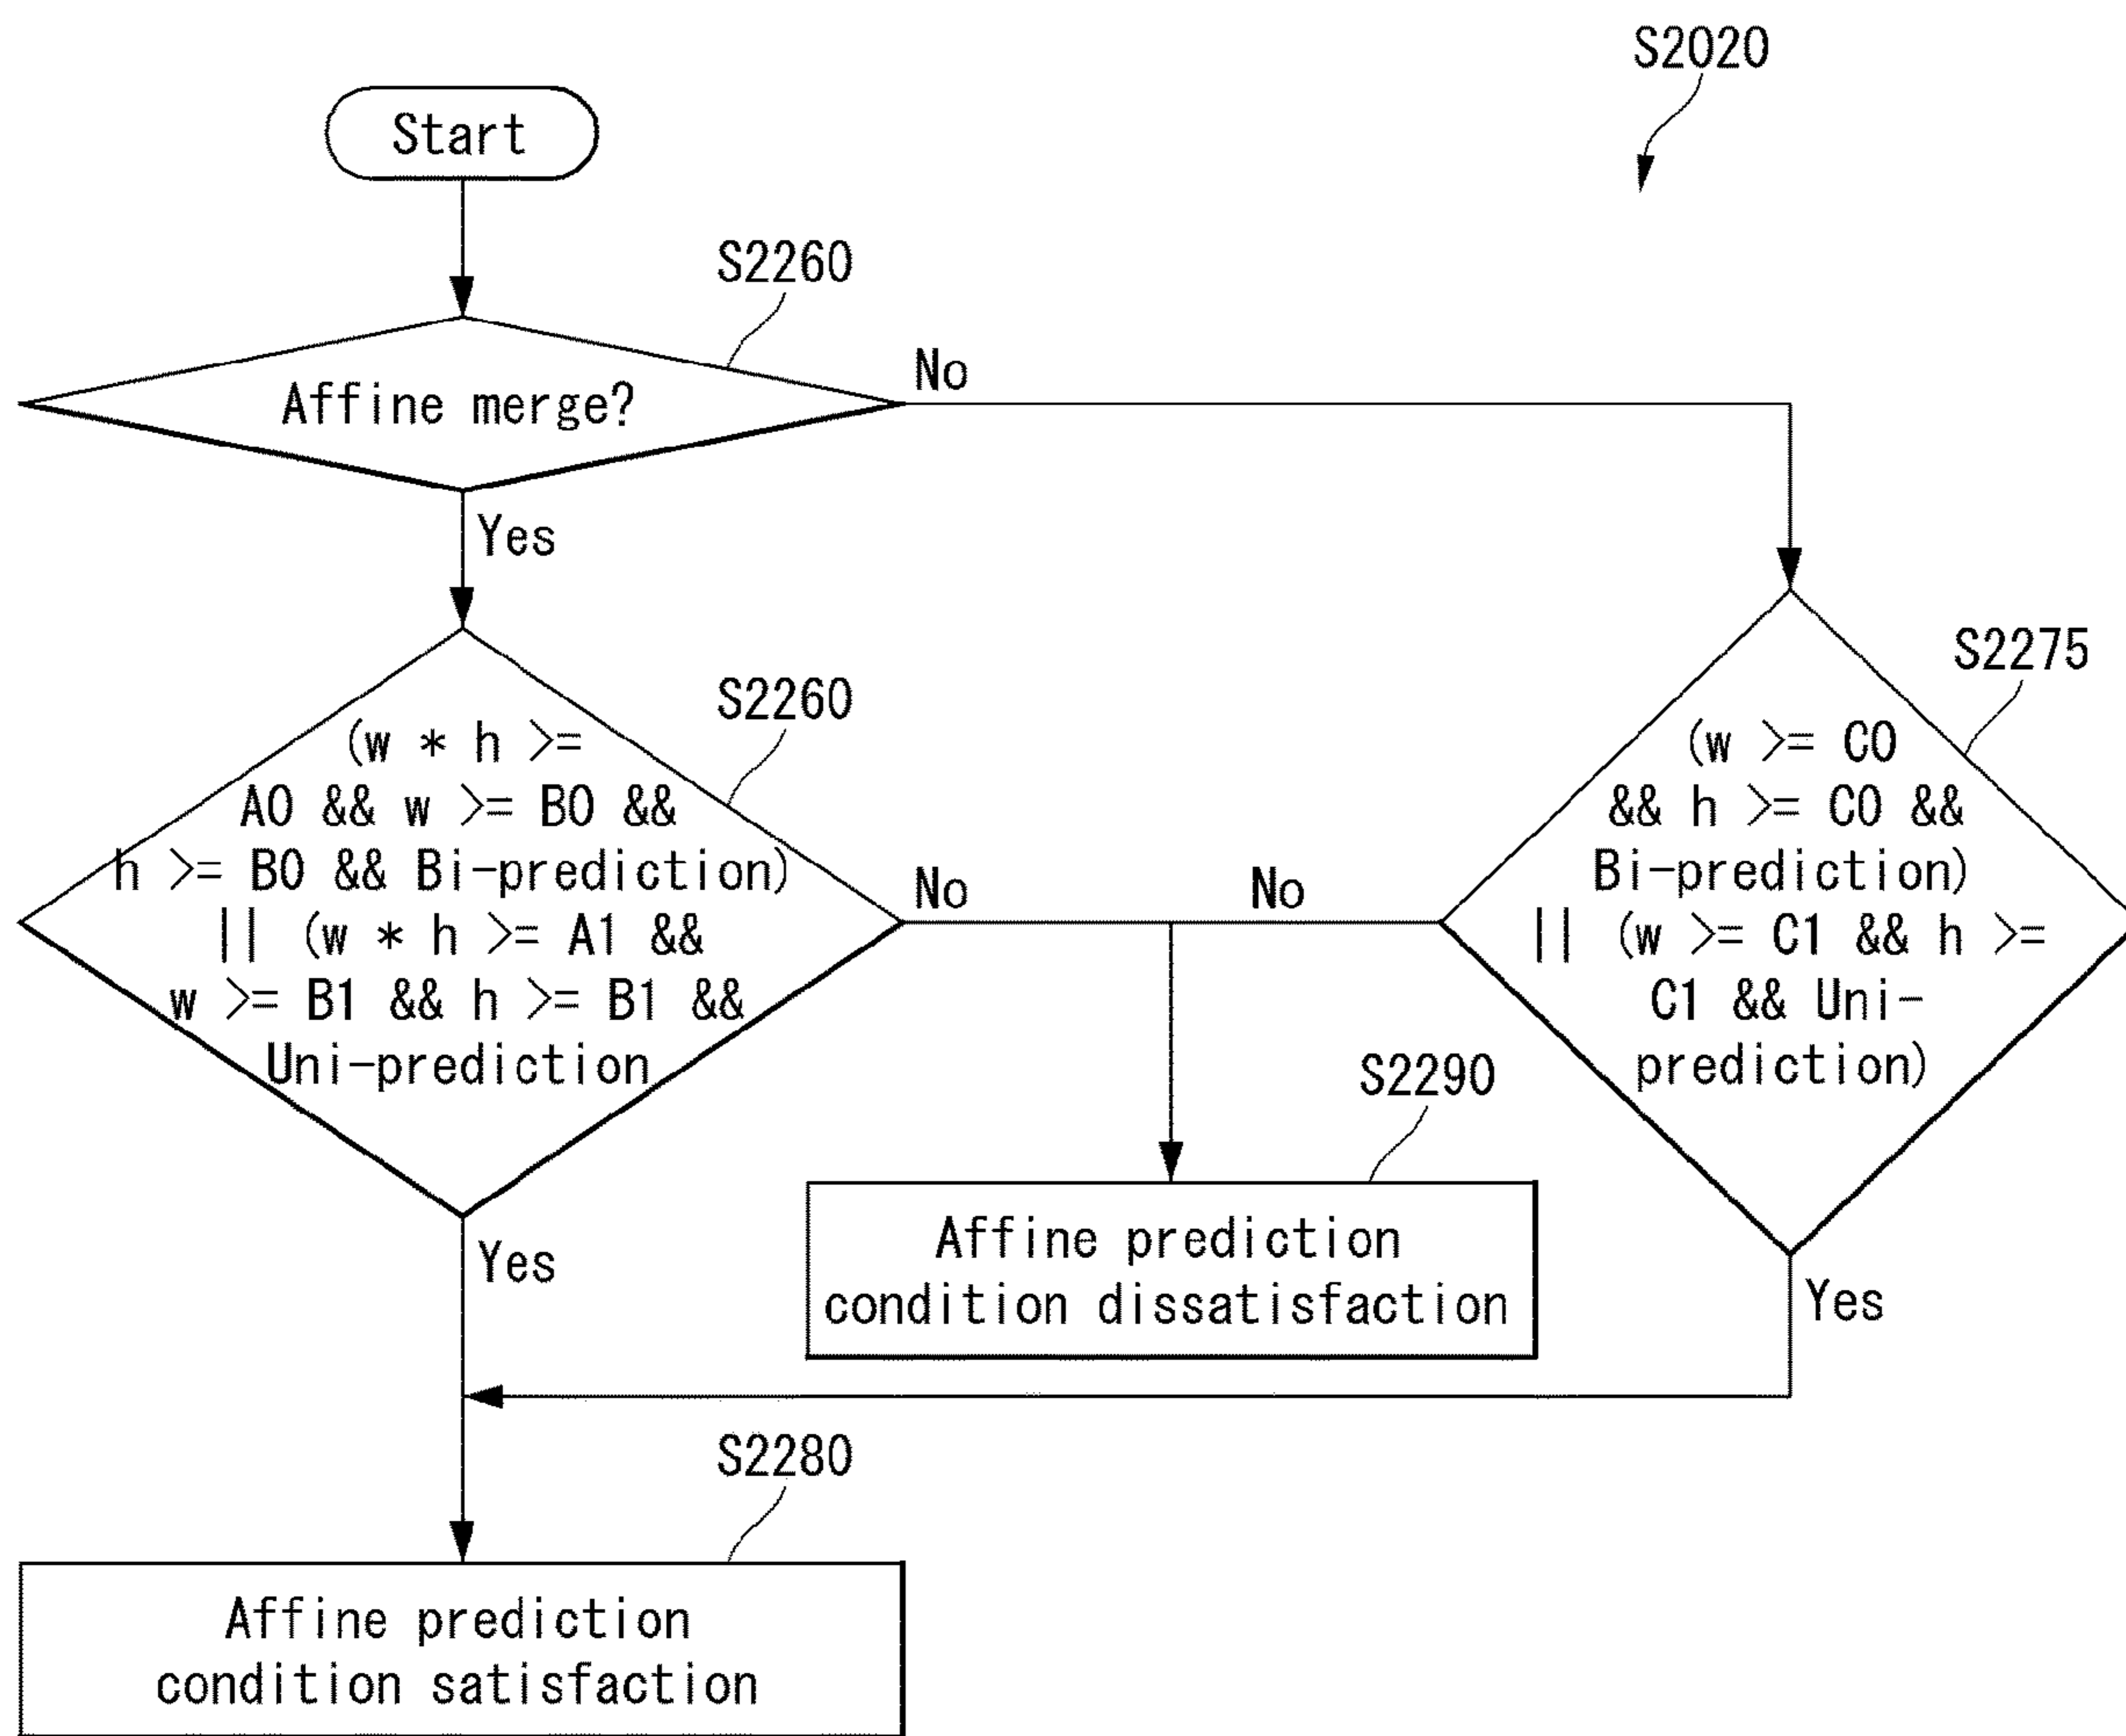 S2020
Start
S2260
Affine merge?
No
Yes
S2260
(w * h >=
A0 && w >= B0 &&
h >= B0 && Bi-prediction)
|| (w * h >= A1 &&
w >= B1 && h >= B1 &&
Uni-prediction
No
Yes
S2275
(w >= C0
&& h >= C0 &&
Bi-prediction)
|| (w >= C1 && h >=
C1 && Uni-
prediction)
No
Yes
S2290
Affine prediction
condition dissatisfaction
S2280
Affine prediction
condition satisfaction